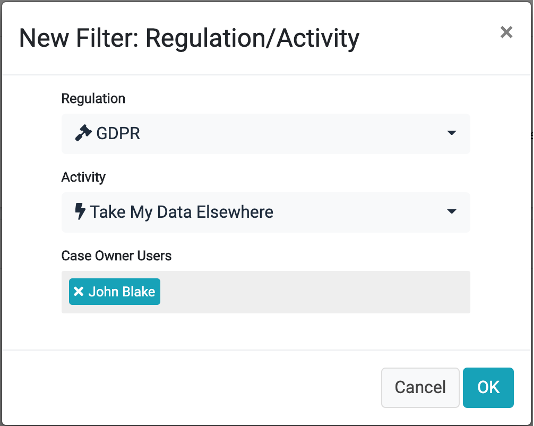 New Filter: Regulation/Activity
Regulation
GDPR
Activity
Take My Data Elsewhere
Case Owner Users
John Blake
Cancel OK